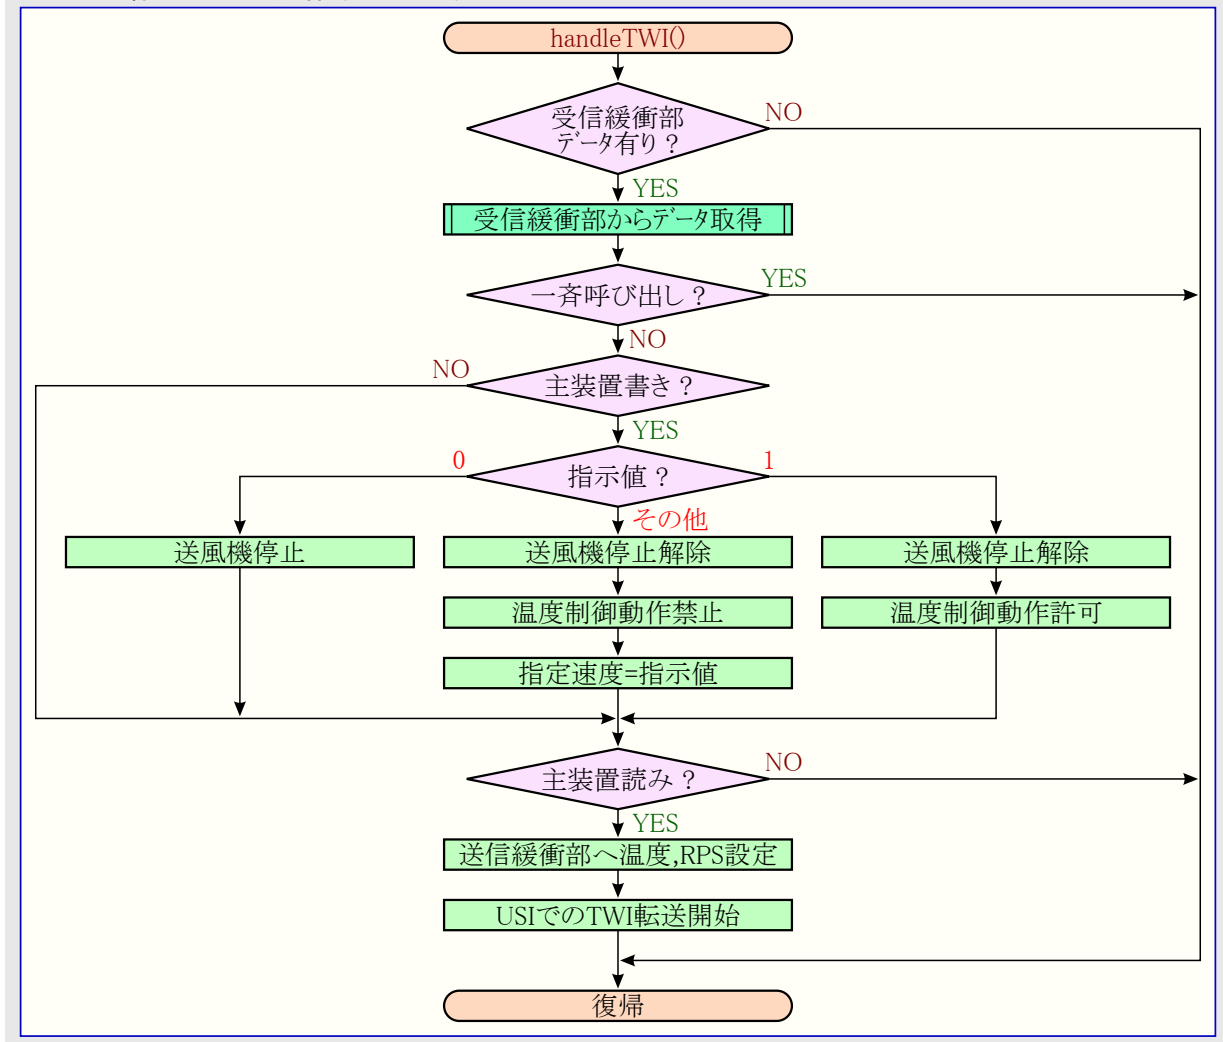 handleTWI()
受信緩衝部
データ有り?
NO
YES
受信緩衝部からデータ取得
一斉呼び出し?
YES
NO
主装置書き?
NO
YES
指示値?
0
1
その他
送風機停止
送風機停止解除
送風機停止解除
温度制御動作禁止
温度制御動作許可
指定速度=指示値
主装置読み?
NO
YES
送信緩衝部へ温度,RPS設定
USIでのTWI転送開始
復帰